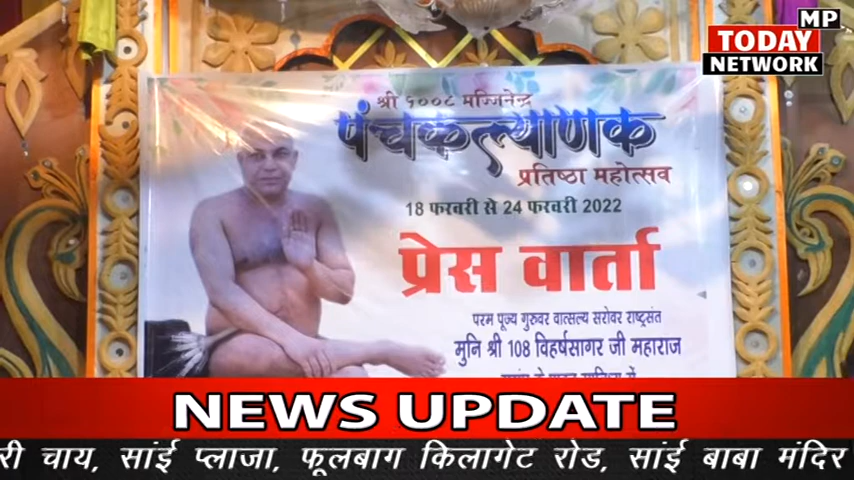 MP
TODAY
NETWORK
श्री १००८ मज्जिनेन्द्र
पंचकल्याणक
प्रतिष्ठा महोत्सव
18 फरवरी से 24 फरवरी 2022
प्रेस वार्ता
परम पूज्य गुरुवर वात्सल्य सरोवर राष्ट्रसंत
मुनि श्री 108 विहर्षसागर जी महाराज
NEWS UPDATE
री चाय, सांई प्लाजा, फूलबाग किलागेट रोड, सांई बाबा मंदिर